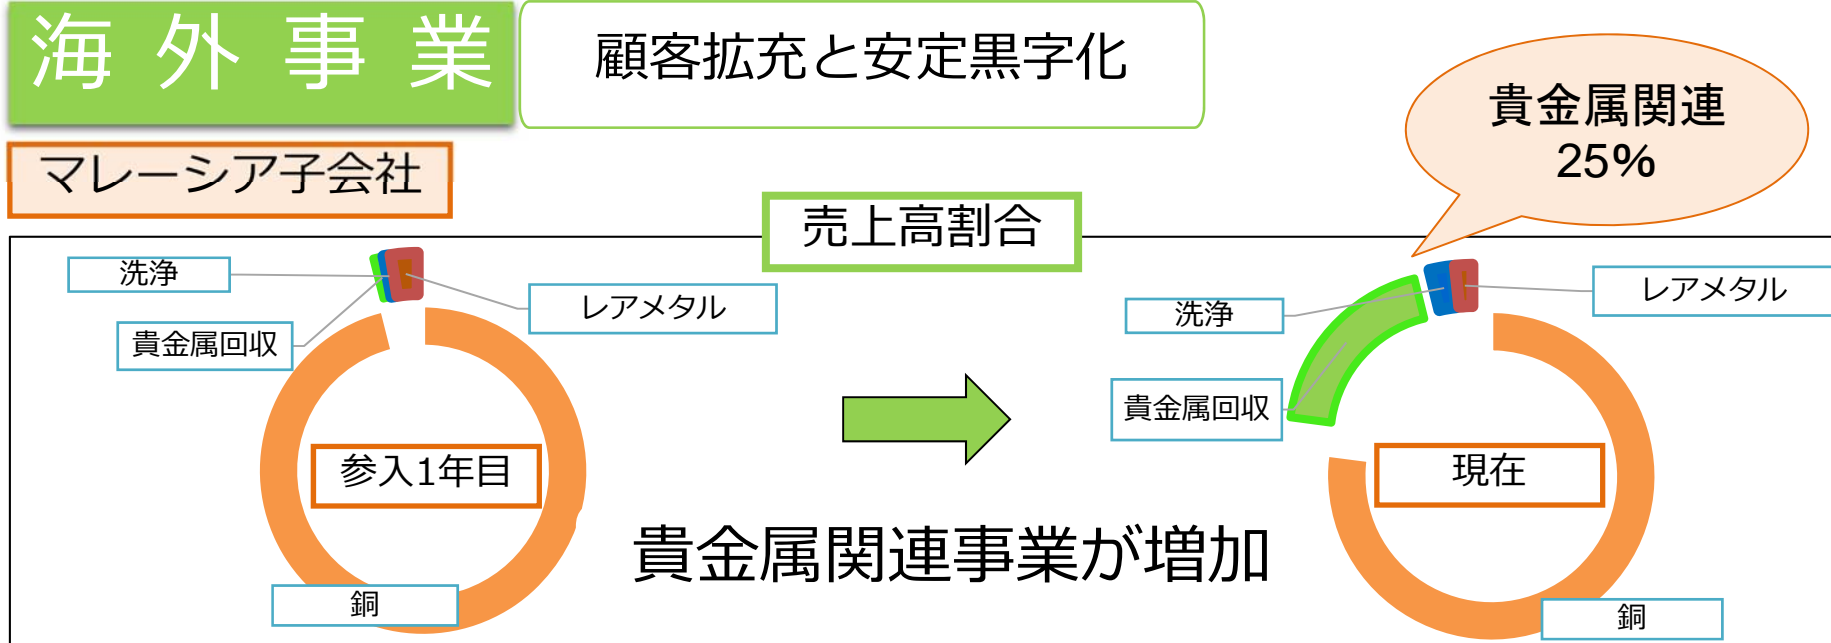 海外事業
顧客拡充と安定黒字化
貴金属関連
25%
マレーシア子会社
売上高割合
洗浄
レアメタル
貴金属回収
参入1年目
銅
洗浄
レアメタル
貴金属回収
現在
貴金属関連事業が増加
銅